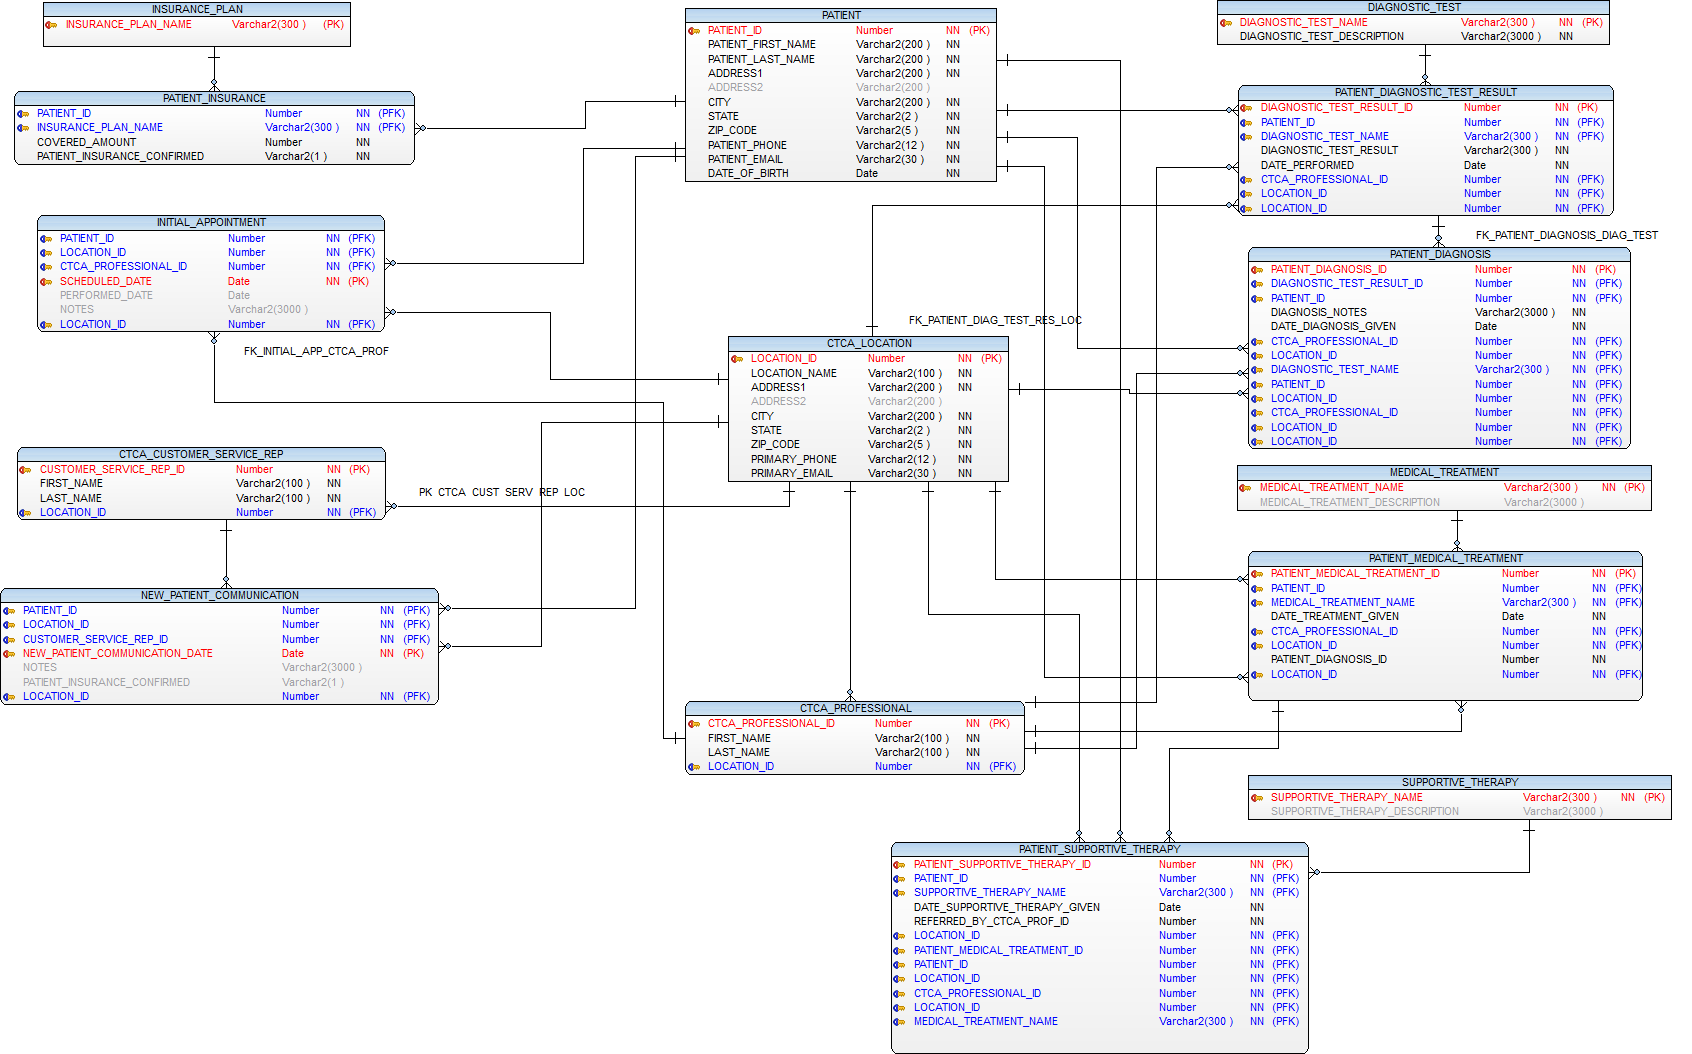 INSURANCE_PLAN
INSURANCE_PLAN_NAME Varchar2(300 ) (PK)
PATIENT
PATIENT_ID Number NN (PK)
PATIENT_FIRST_NAME Varchar2(200 ) NN
PATIENT_LAST_NAME Varchar2(200 ) NN
ADDRESS1 Varchar2(200 ) NN
ADDRESS2 Varchar2(200 )
CITY Varchar2(200 ) NN
STATE Varchar2(2 ) NN
ZIP_CODE Varchar2(5 ) NN
PATIENT_PHONE Varchar2(12 ) NN
PATIENT_EMAIL Varchar2(30 ) NN
DATE_OF_BIRTH Date NN
DIAGNOSTIC_TEST
DIAGNOSTIC_TEST_NAME Varchar2(300 ) NN (PK)
DIAGNOSTIC_TEST_DESCRIPTION Varchar2(3000 ) NN
PATIENT_INSURANCE
PATIENT_ID Number NN (PFK)
INSURANCE_PLAN_NAME Varchar2(300 ) NN (PFK)
COVERED_AMOUNT Number NN
PATIENT_INSURANCE_CONFIRMED Varchar2(1 ) NN
PATIENT_DIAGNOSTIC_TEST_RESULT
DIAGNOSTIC_TEST_RESULT_ID Number NN (PK)
PATIENT_ID Number NN (PFK)
DIAGNOSTIC_TEST_NAME Varchar2(300 ) NN (PFK)
DIAGNOSTIC_TEST_RESULT Varchar2(300 ) NN
DATE_PERFORMED Date NN
CTCA_PROFESSIONAL_ID Number NN (PFK)
LOCATION_ID Number NN (PFK)
LOCATION_ID Number NN (PFK)
INITIAL_APPOINTMENT
PATIENT_ID Number NN (PFK)
LOCATION_ID Number NN (PFK)
CTCA_PROFESSIONAL_ID Number NN (PFK)
SCHEDULED_DATE Date NN (PK)
PERFORMED_DATE Date
NOTES Varchar2(3000 )
LOCATION_ID Number NN (PFK)
FK_INITIAL_APP_CTCA_PROF
FK_PATIENT_DIAGNOSIS_DIAG_TEST
PATIENT_DIAGNOSIS
PATIENT_DIAGNOSIS_ID Number NN (PK)
DIAGNOSTIC_TEST_RESULT_ID Number NN (PFK)
PATIENT_ID Number NN (PFK)
DIAGNOSIS_NOTES Varchar2(3000 ) NN
DATE_DIAGNOSIS_GIVEN Date NN
CTCA_PROFESSIONAL_ID Number NN (PFK)
LOCATION_ID Number NN (PFK)
DIAGNOSTIC_TEST_NAME Varchar2(300 ) NN (PFK)
PATIENT_ID Number NN (PFK)
LOCATION_ID Number NN (PFK)
CTCA_PROFESSIONAL_ID Number NN (PFK)
LOCATION_ID Number NN (PFK)
LOCATION_ID Number NN (PFK)
FK_PATIENT_DIAG_TEST_RES_LOC
CTCA_LOCATION
LOCATION_ID Number NN (PK)
LOCATION_NAME Varchar2(100 ) NN
ADDRESS1 Varchar2(200 ) NN
ADDRESS2 Varchar2(200 )
CITY Varchar2(200 ) NN
STATE Varchar2(2 ) NN
ZIP_CODE Varchar2(5 ) NN
PRIMARY_PHONE Varchar2(12 ) NN
PRIMARY_EMAIL Varchar2(30 ) NN
CTCA_CUSTOMER_SERVICE_REP
CUSTOMER_SERVICE_REP_ID Number NN (PK)
FIRST_NAME Varchar2(100 ) NN
LAST_NAME Varchar2(100 ) NN
LOCATION_ID Number NN (PFK)
PK_CTCA_CUST_SERV_REP_LOC
MEDICAL_TREATMENT
MEDICAL_TREATMENT_NAME Varchar2(300 ) NN (PK)
MEDICAL_TREATMENT_DESCRIPTION Varchar2(3000 )
NEW_PATIENT_COMMUNICATION
PATIENT_ID Number NN (PFK)
LOCATION_ID Number NN (PFK)
CUSTOMER_SERVICE_REP_ID Number NN (PFK)
NEW_PATIENT_COMMUNICATION_DATE Date NN (PK)
NOTES Varchar2(3000 )
PATIENT_INSURANCE_CONFIRMED Varchar2(1 )
LOCATION_ID Number NN (PFK)
PATIENT_MEDICAL_TREATMENT
PATIENT_MEDICAL_TREATMENT_ID Number NN (PK)
PATIENT_ID Number NN (PFK)
MEDICAL_TREATMENT_NAME Varchar2(300 ) NN (PFK)
DATE_TREATMENT_GIVEN Date NN
CTCA_PROFESSIONAL_ID Number NN (PFK)
LOCATION_ID Number NN (PFK)
PATIENT_DIAGNOSIS_ID Number NN
LOCATION_ID Number NN (PFK)
CTCA_PROFESSIONAL
CTCA_PROFESSIONAL_ID Number NN (PK)
FIRST_NAME Varchar2(100 ) NN
LAST_NAME Varchar2(100 ) NN
LOCATION_ID Number NN (PFK)
SUPPORTIVE_THERAPY
SUPPORTIVE_THERAPY_NAME Varchar2(300 ) NN (PK)
SUPPORTIVE_THERAPY_DESCRIPTION Varchar2(3000 )
PATIENT_SUPPORTIVE_THERAPY
PATIENT_SUPPORTIVE_THERAPY_ID Number NN (PK)
PATIENT_ID Number NN (PFK)
SUPPORTIVE_THERAPY_NAME Varchar2(300 ) NN (PFK)
DATE_SUPPORTIVE_THERAPY_GIVEN Date NN
REFERRED_BY_CTCA_PROF_ID Number NN
LOCATION_ID Number NN (PFK)
PATIENT_MEDICAL_TREATMENT_ID Number NN (PFK)
PATIENT_ID Number NN (PFK)
LOCATION_ID Number NN (PFK)
CTCA_PROFESSIONAL_ID Number NN (PFK)
LOCATION_ID Number NN (PFK)
MEDICAL_TREATMENT_NAME Varchar2(300 ) NN (PFK)